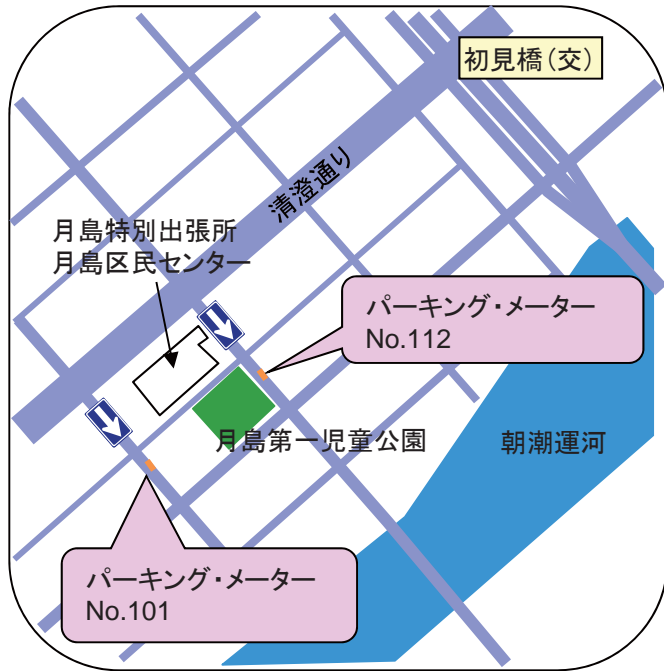 初見橋(交)
清澄通り
月島特別出張所
月島区民センター
パーキング・メーター
No.112
月島第一児童公園
朝潮運河
パーキング・メーター
No.101